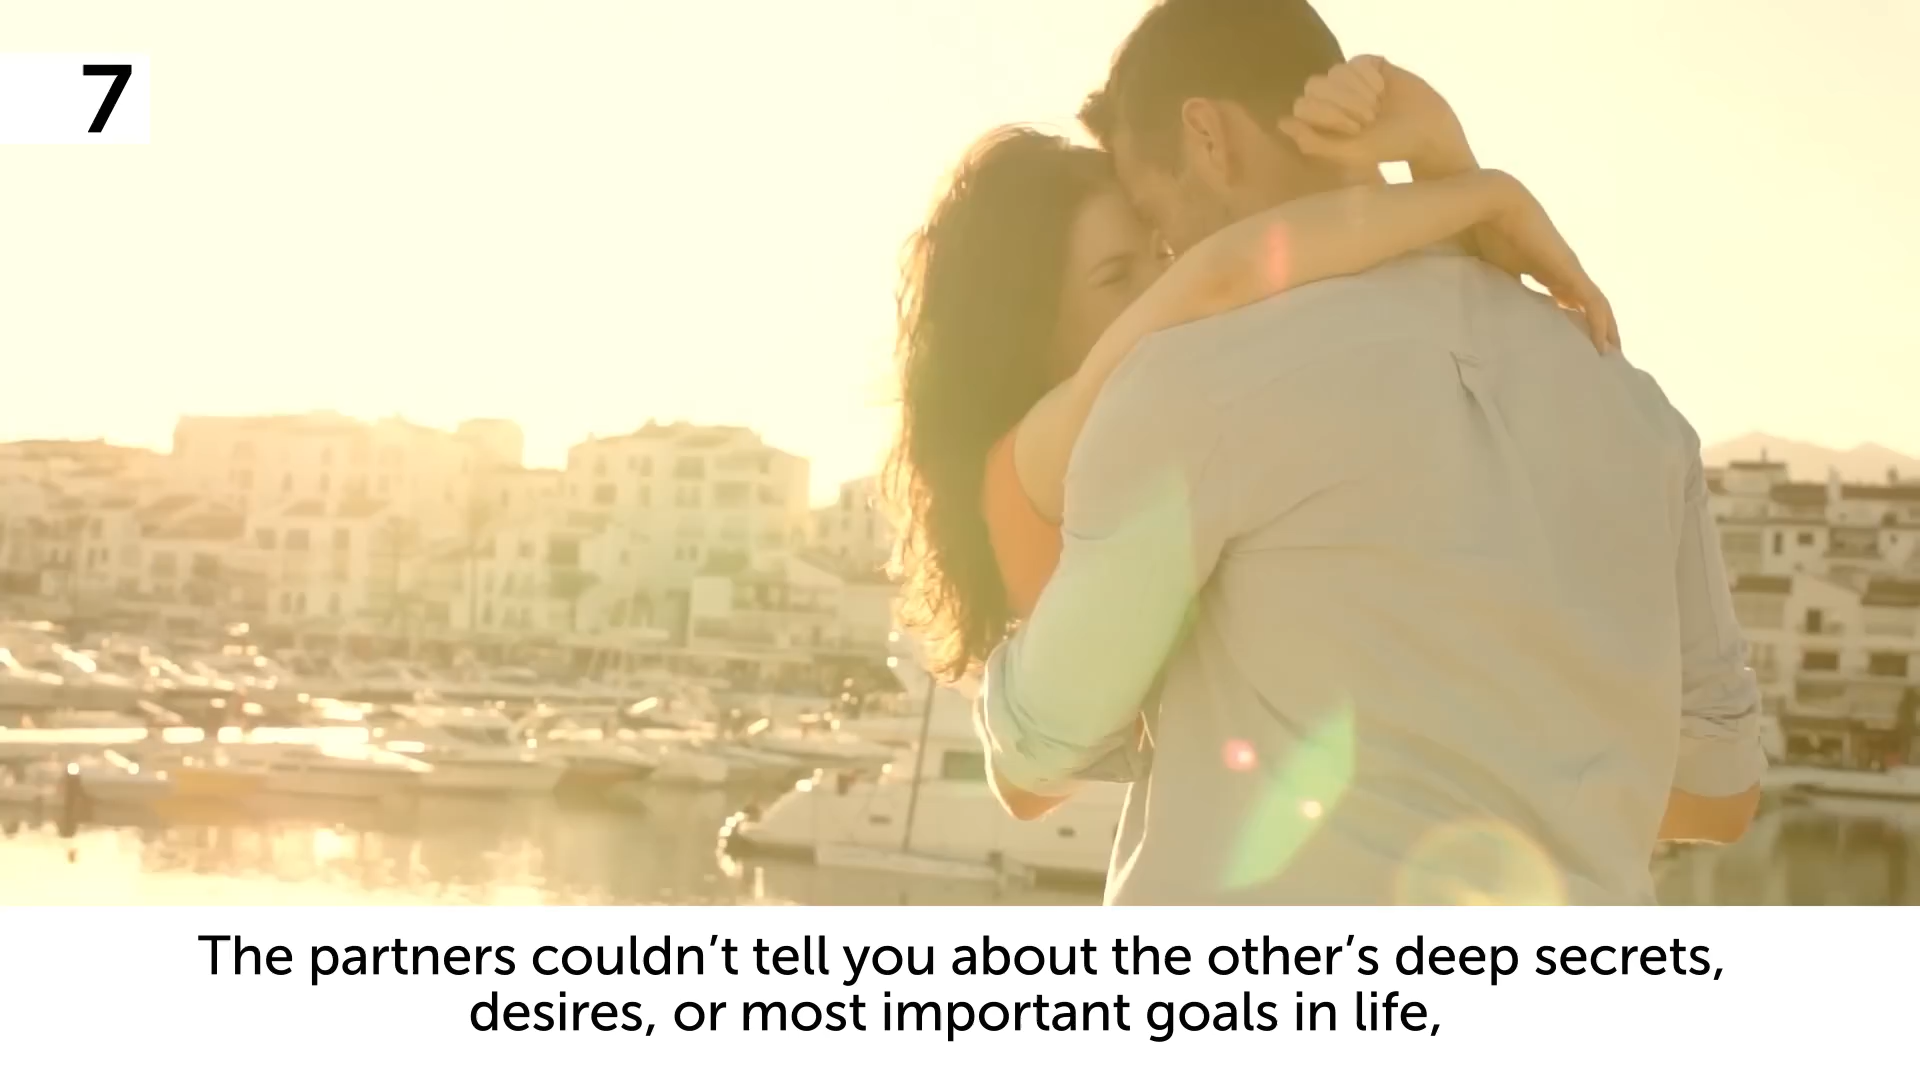 7
The partners couldn’t tell you about the other’s deep secrets,
desires, or most important goals in life,